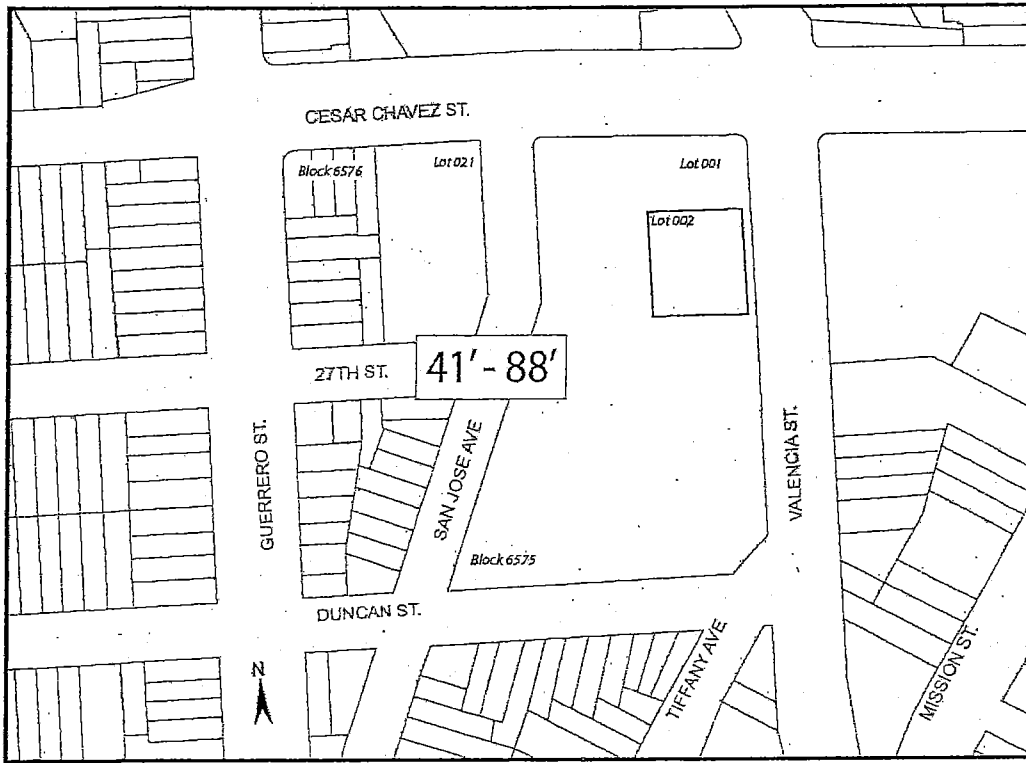 CESAR CHAVEZ ST.
Block 6576
Lot 021
Lot 001
Lot 002
27TH ST.
41' - 88'
GUERRERO ST.
SAN JOSE AVE
VALENCIA ST.
Block 6575
DUNCAN ST.
TIFFANY AVE
MISSION ST.
N